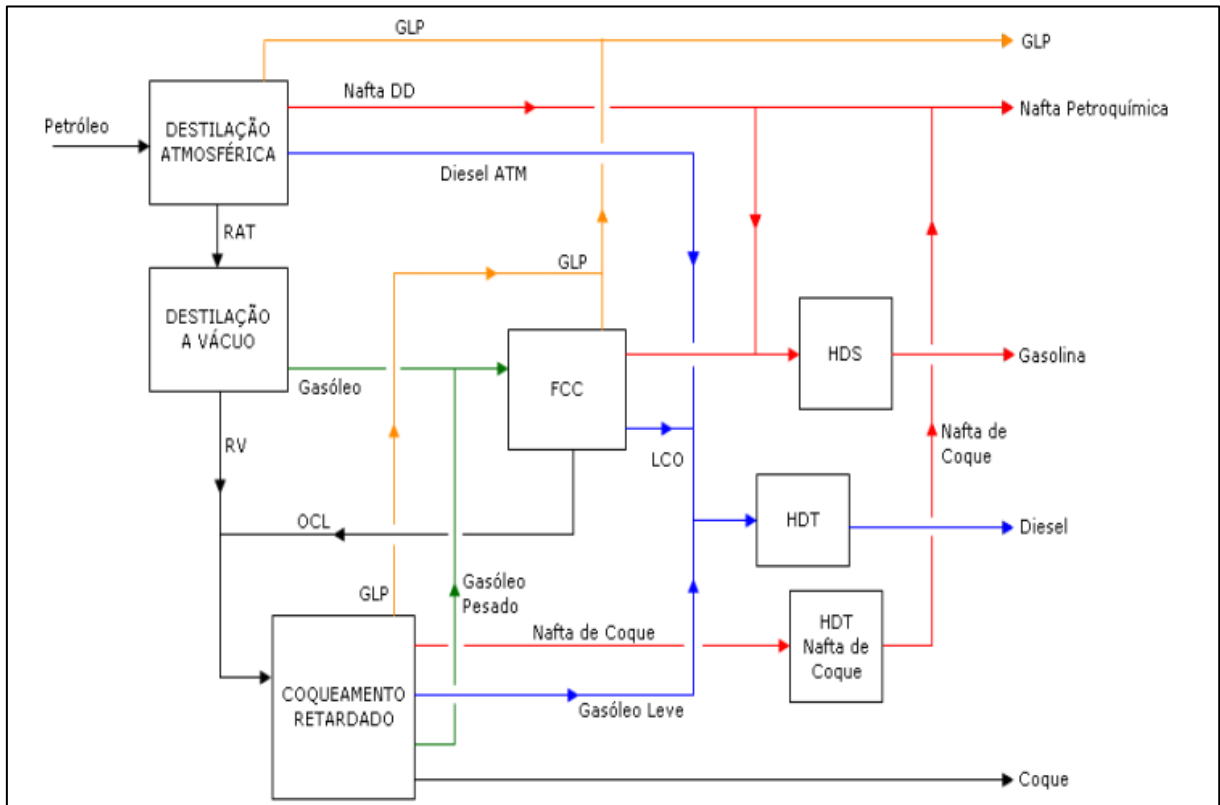 GLP
GLP
Nafta DD
Nafta Petroquímica
Petróleo
DESTILAÇÃO
ATMOSFÉRICA
Diesel ATM
RAT
GLP
DESTILAÇÃO
A VÁCUO
HDS
Gasolina
Gasóleo
FCC
RV
LCO
Nafta de
Coque
OCL
HDT
Diesel
GLP
Gasóleo
Pesado
Nafta de Coque
HDT
Nafta de
Coque
COQUEAMENTO
RETARDADO
Gasóleo Leve
Coque